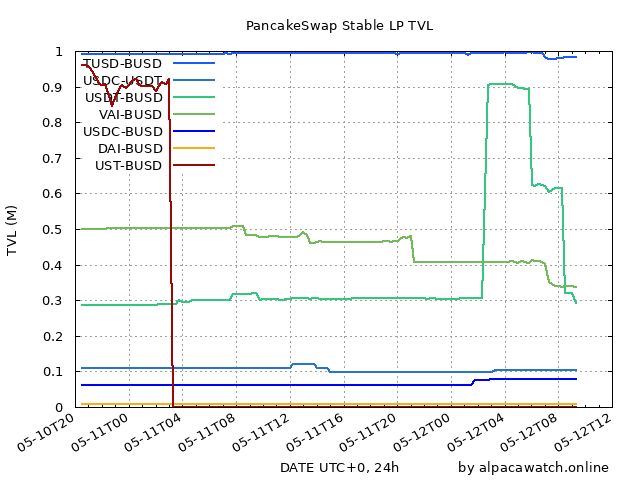 PancakeSwap Stable LP TVL
TVL (M)
1
0.9
0.8
0.7
0.6
0.5
0.4
0.3
0.2
0.1
0
TUSD-BUSD
USDC-USDT
USDT-BUSD
VAI-BUSD
USDC-BUSD
DAI-BUSD
UST-BUSD
05-10T20
05-11T00
05-11T04
05-11T08
05-11T12
05-11T16
05-11T20
05-12T00
05-12T04
05-12T08
05-12T12
DATE UTC+0, 24h
by alpacawatch.online